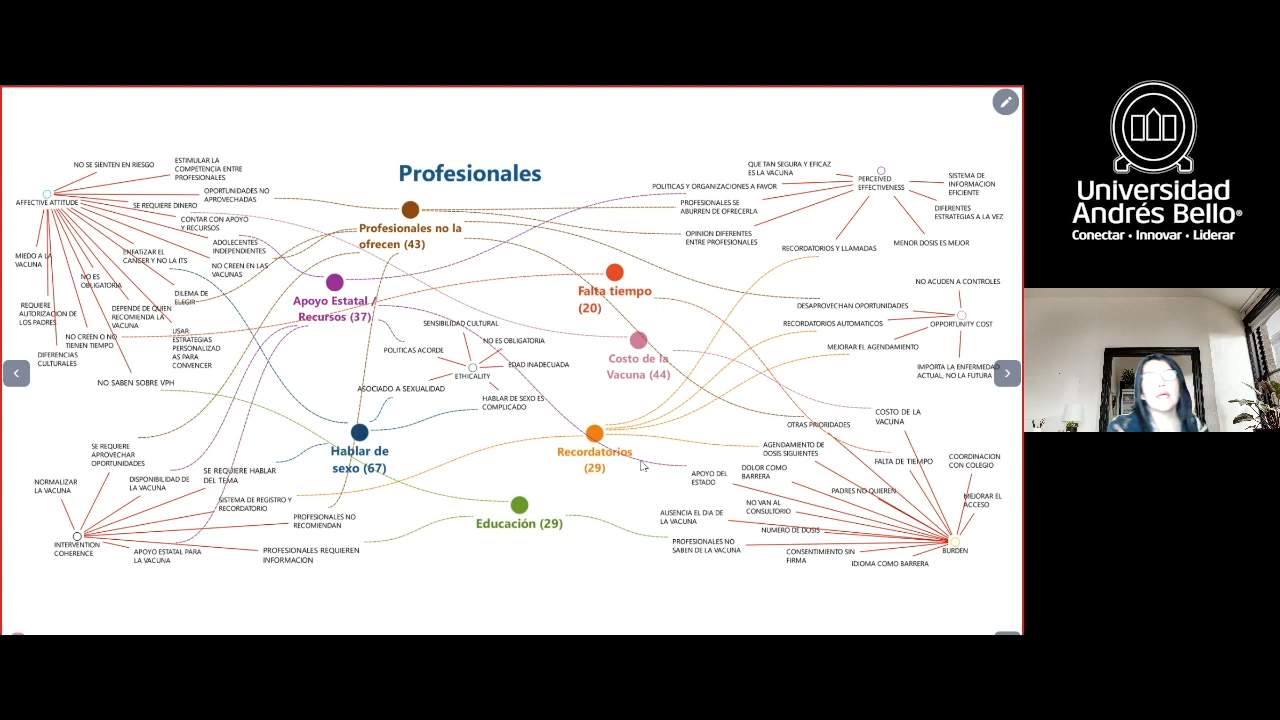 Profesionales
NO SE SIENTEN EN RIESGO
ESTIMULAR LA
COMPETENCIA ENTRE
PROFESIONALES
AFFECTIVE ATTITUDE
OPORTUNIDADES NO
APROVECHADAS
SE REQUIERE DINERO
CONTAR CON APOYO
Y RECURSOS
ADOLECENTES
INDEPENDIENTES
MIEDO A LA
VACUNA
ENFATIZAR EL
CANCER Y NO LA ITS
NO CREEN EN LAS
VACUNAS
NO ES
OBLIGATORIA
DILEMA DE
ELEGIR
REQUIERE
AUTORIZACION DE
LOS PADRES
DEPENDE DE QUIEN
RECOMIENDA LA
VACUNA
NO CREEN O NO
TIENEN TIEMPO
USAR
ESTRATEGIAS
PERSONALIZAD
AS PARA
CONVENCER
DIFERENCIAS
CULTURALES
NO SABEN SOBRE VPH
Profesionales no la
ofrecen (43)
Apoyo Estatal /
Recursos (37)
Falta tiempo
(20)
Costo de la
Vacuna (44)
SENSIBILIDAD CULTURAL
NO ES OBLIGATORIA
POLITICAS ACORDE
EDAD INADECUADA
ETHICALITY
ASOCIADO A SEXUALIDAD
HABLAR DE SEXO ES
COMPLICADO
Hablar de
sexo (67)
Recordatorios
(29)
Educación (29)
QUE TAN SEGURA Y EFICAZ
ES LA VACUNA
POLITICAS Y ORGANIZACIONES A FAVOR
PERCEIVED
EFFECTIVENESS
SISTEMA DE
INFORMACION
EFICIENTE
PROFESIONALES SE
ABURREN DE OFRECERLA
DIFERENTES
ESTRATEGIAS A LA VEZ
OPINION DIFERENTES
ENTRE PROFESIONALES
RECORDATORIOS Y LLAMADAS
MENOR DOSIS ES MEJOR
NO ACUDEN A CONTROLES
DESAPROVECHAN OPORTUNIDADES
RECORDATORIOS AUTOMATICOS
OPPORTUNITY COST
MEJORAR EL AGENDAMIENTO
IMPORTA LA ENFERMEDAD
ACTUAL, NO LA FUTURA
SE REQUIERE
APROVECHAR
OPORTUNIDADES
NORMALIZAR
LA VACUNA
DISPONIBILIDAD DE
LA VACUNA
SE REQUIERE HABLAR
DEL TEMA
SISTEMA DE REGISTRO Y
RECORDATORIO
PROFESIONALES NO
RECOMIENDAN
INTERVENTION
COHERENCE
APOYO ESTATAL PARA
LA VACUNA
PROFESIONALES REQUIEREN
INFORMACION
COSTO DE LA
VACUNA
OTRAS PRIORIDADES
AGENDAMIENTO DE
DOSIS SIGUIENTES
FALTA DE TIEMPO
COORDINACION
CON COLEGIO
APOYO DEL
ESTADO
DOLOR COMO
BARRERA
PADRES NO QUIEREN
MEJORAR EL
ACCESO
NO VAN AL
CONSULTORIO
AUSENCIA EL DIA DE
LA VACUNA
NUMERO DE DOSIS
PROFESIONALES NO
SABEN DE LA VACUNA
CONSENTIMIENTO SIN
FIRMA
IDIOMA COMO BARRERA
BURDEN
Universidad
Andrés Bello®
Conectar • Innovar • Liderar